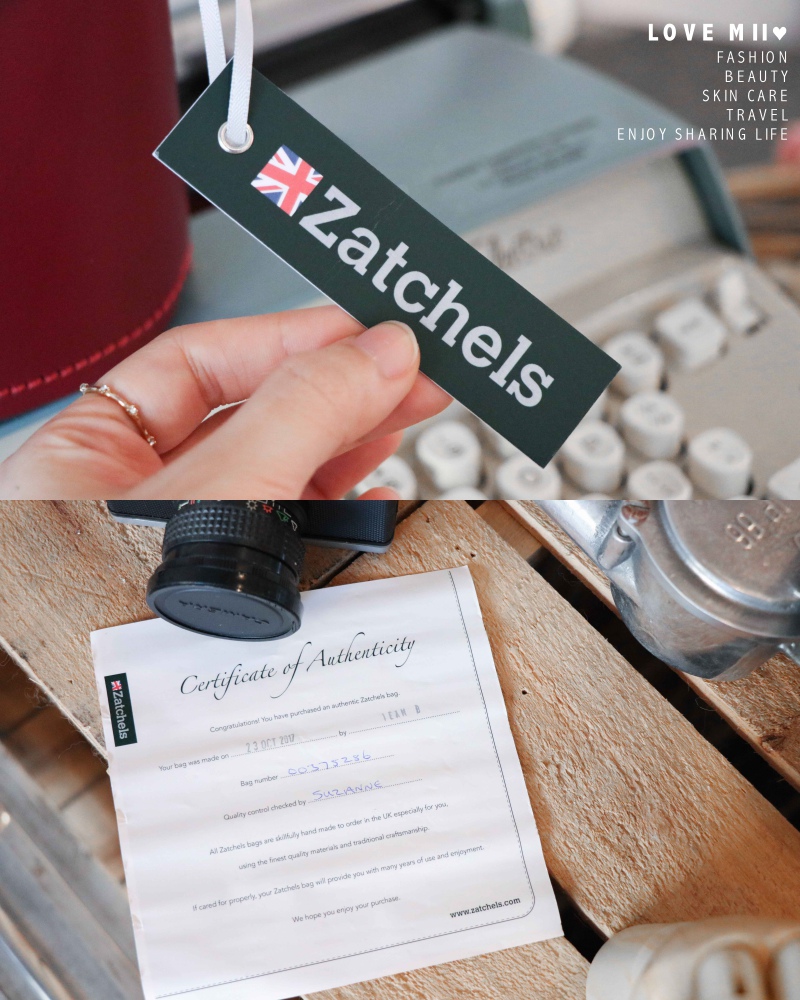 LOVE MII♥
FASHION
BEAUTY
SKIN CARE
TRAVEL
ENJOY SHARING LIFE
Zatchels
Certificate of Authenticity
Zatchels
Congratulations! You have purchased an authentic Zatchels bag.
Your bag was made on 23 OCT 2017 by TEAM B
Bag number 00375256
Quality control checked by SUZANNE
All Zatchels bags are skilfully hand made to order in the UK especially for you,
using the finest quality materials and traditional craftsmanship.
If cared for properly, your Zatchels bag will provide you with many years of use and enjoyment.
We hope you enjoy your purchase.
www.zatchels.com